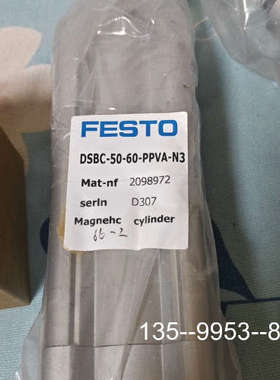 FESTO
DSBC-50-60-PPVA-N3
Mat-nf 2098972
serln D307
Magnehc cylinder
135--9953--8